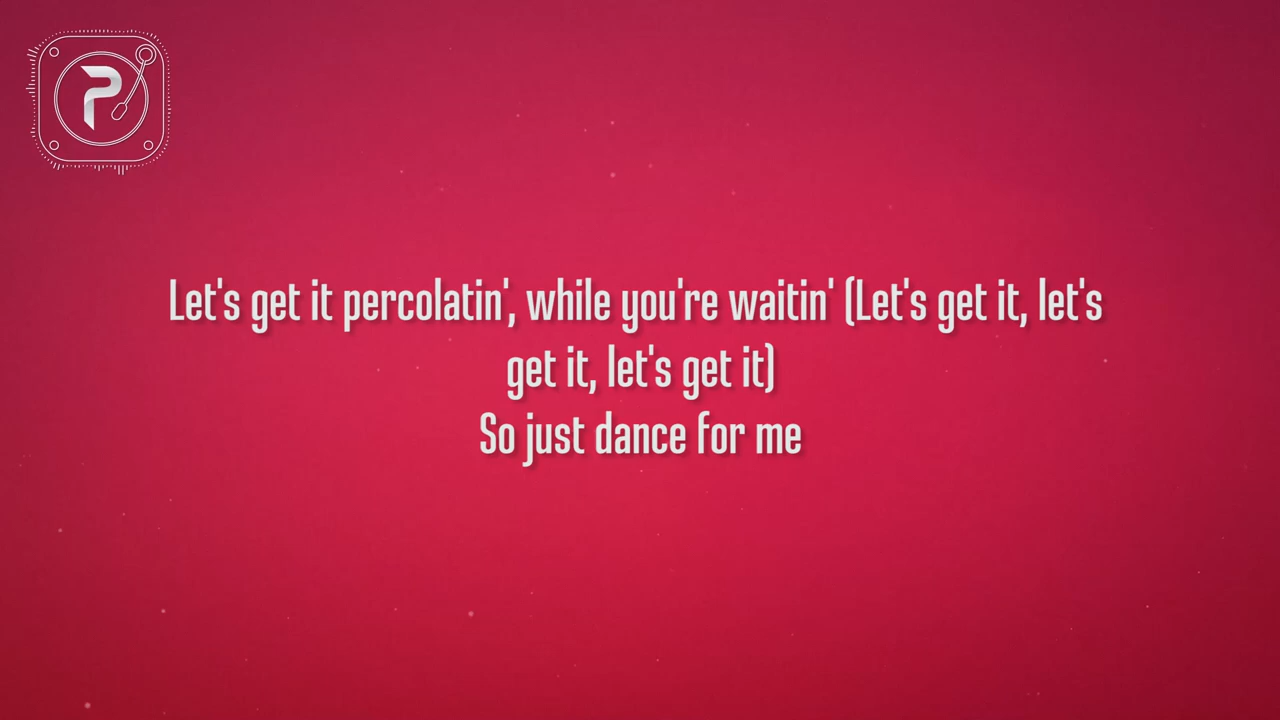 P
Let's get it percolatin', while you're waitin' (Let's get it, let's
get it, let's get it)
So just dance for me